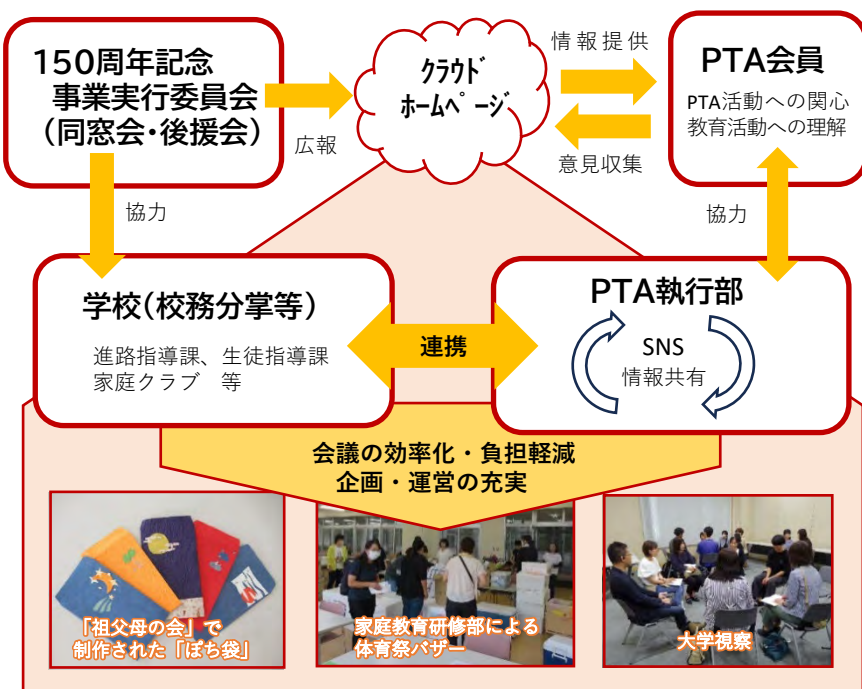 150周年記念
事業実行委員会
(同窓会・後援会)
クラウド
ホームページ
情報提供
PTA会員
PTA活動への関心
教育活動への理解
広報
意見収集
協力
協力
学校(校務分掌等)
進路指導課、生徒指導課
家庭クラブ　等
連携
PTA執行部
SNS
情報共有
会議の効率化・負担軽減
企画・運営の充実
「祖父母の会」で
制作された「ぽち袋」
家庭教育研修部による
体育祭バザー
大学視察